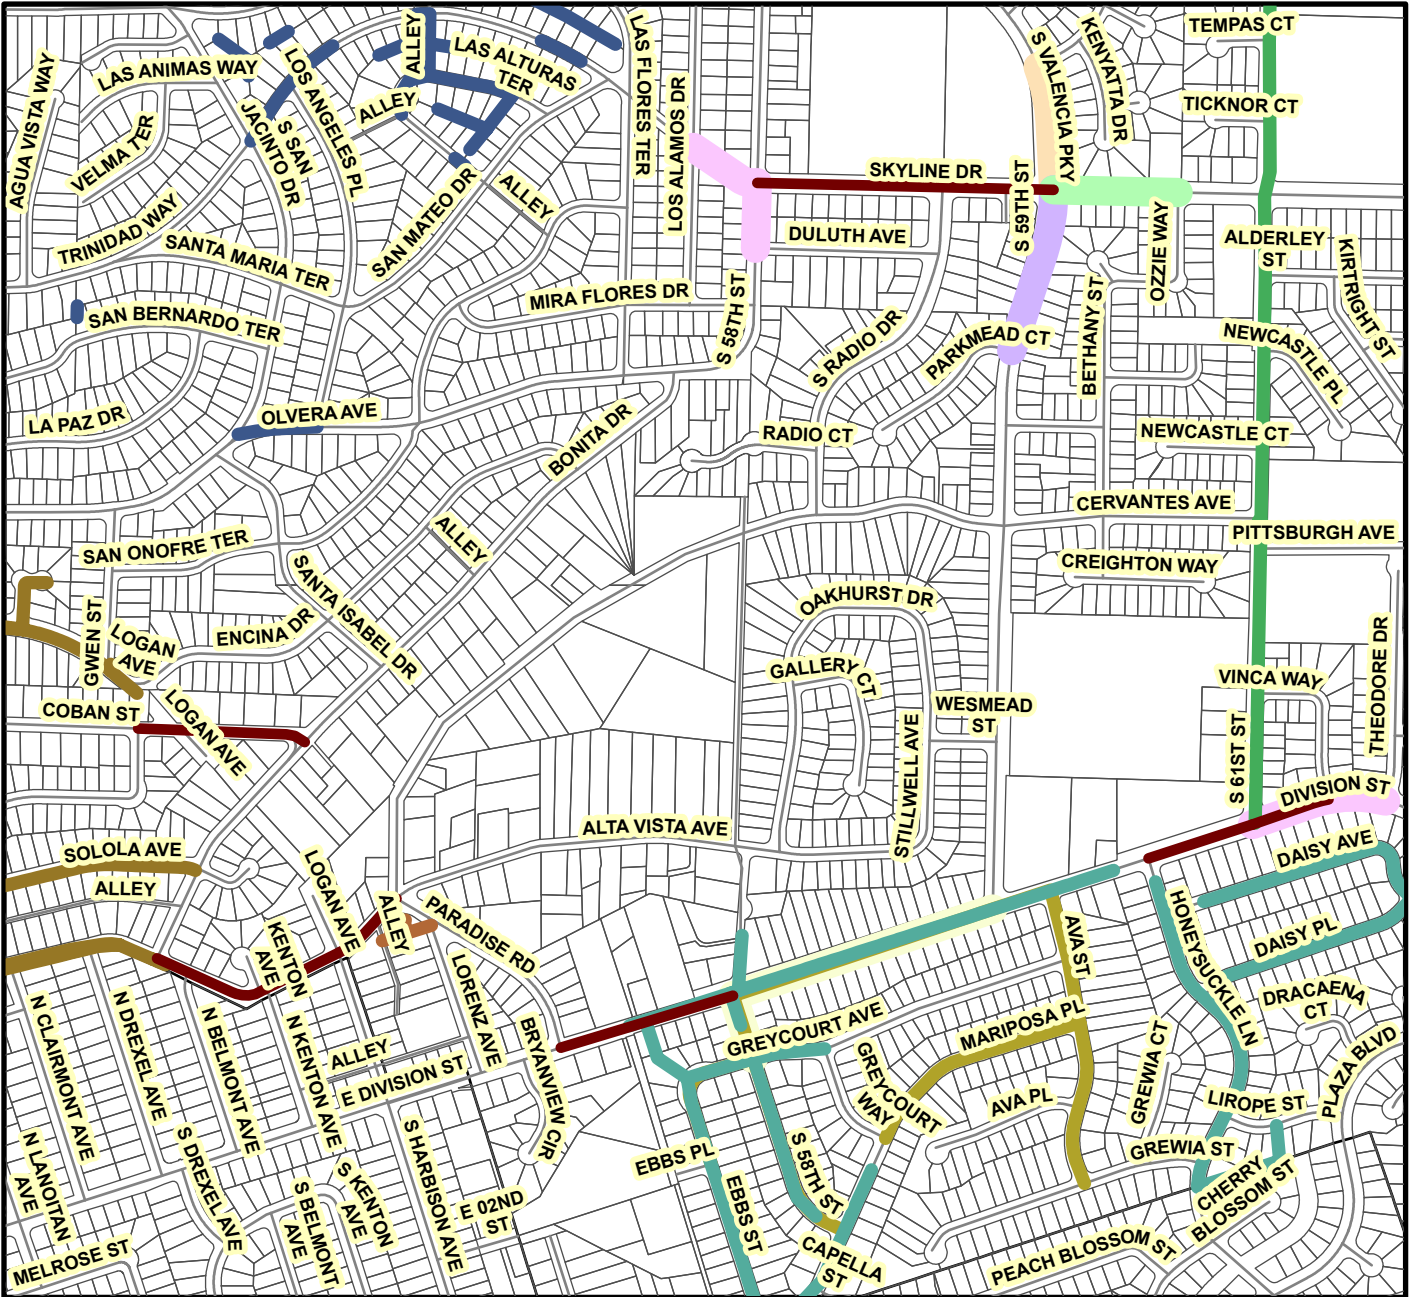 TEMPAS CT
ALLEY
LAS ALTURAS
TER
LAS FLORES TER
S VALENCIA PKY
KENYATTA DR
AGUA VISTA WAY
LAS ANIMAS WAY
LOS ANGELES PL
LOS ALAMOS DR
TICKNOR CT
ALLEY
VELMA TER
JACINTO DR
S SAN
SKYLINE DR
S 59TH ST
ALLEY
SAN MATEO DR
TRINIDAD WAY
SANTA MARIA TER
DULUTH AVE
OZZIE WAY
ALDERLEY
ST
KIRTRIGHT ST
MIRA FLORES DR
S 58TH ST
SAN BERNARDO TER
S RADIO DR
PARKMEAD CT
BETHANY ST
NEWCASTLE PL
LA PAZ DR
OLVERA AVE
BONITA DR
RADIO CT
NEWCASTLE CT
CERVANTES AVE
PITTSBURGH AVE
ALLEY
SAN ONOFRE TER
CREIGHTON WAY
SANTA ISABEL DR
OAKHURST DR
GWEN ST
LOGAN
AVE
ENCINA DR
GALLERY CT
THEODORE DR
VINCA WAY
COBAN ST
LOGAN AVE
WESMEAD
ST
STILLWELL AVE
S 61ST ST
DIVISION ST
ALTA VISTA AVE
SOLOLA AVE
ALLEY
LOGAN AVE
ALLEY
PARADISE RD
DAISY AVE
KENTON
AVE
HONEYSUCKLE LN
AVA ST
DAISY PL
LORENZ AVE
DRACAENA
CT
N CLAIRMONT AVE
N DREXEL AVE
N BELMONT AVE
N KENTON AVE
ALLEY
E DIVISION ST
BRYANVIEW CIR
GREYCOURT AVE
MARIPOSA PL
GREYCOURT
WAY
AVA PL
GREWIA CT
PLAZA BLVD
LIROPE ST
N LANOITAN
AVE
S DREXEL AVE
S BELMONT
AVE
S KENTON
AVE
S HARBISON AVE
E 02ND
ST
EBBS PL
EBBS ST
S 58TH ST
CAPELLA
ST
GREWIA ST
CHERRY
BLOSSOM ST
PEACH BLOSSOM ST
MELROSE ST